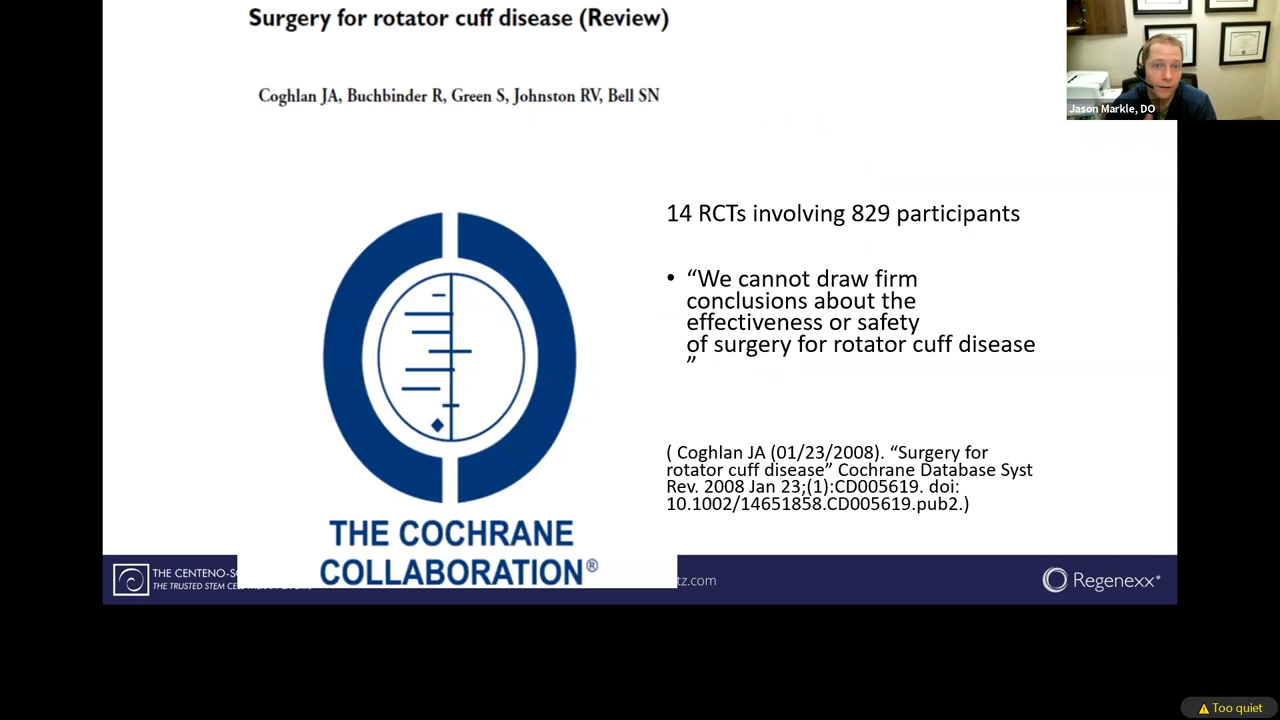 Surgery for rotator cuff disease (Review)
Coghlan JA, Buchbinder R, Green S, Johnston RV, Bell SN
Jason Markle, DO
14 RCTs involving 829 participants
• “We cannot draw firm
conclusions about the
effectiveness or safety
of surgery for rotator cuff disease
”
( Coghlan JA (01/23/2008). “Surgery for
rotator cuff disease” Cochrane Database Syst
Rev. 2008 Jan 23;(1):CD005619. doi:
10.1002/14651858.CD005619.pub2.)
THE COCHRANE
COLLABORATION®
THE CENTENO-SC
THE TRUSTED STEM CEL
tz.com
Regenexx®
Too quiet